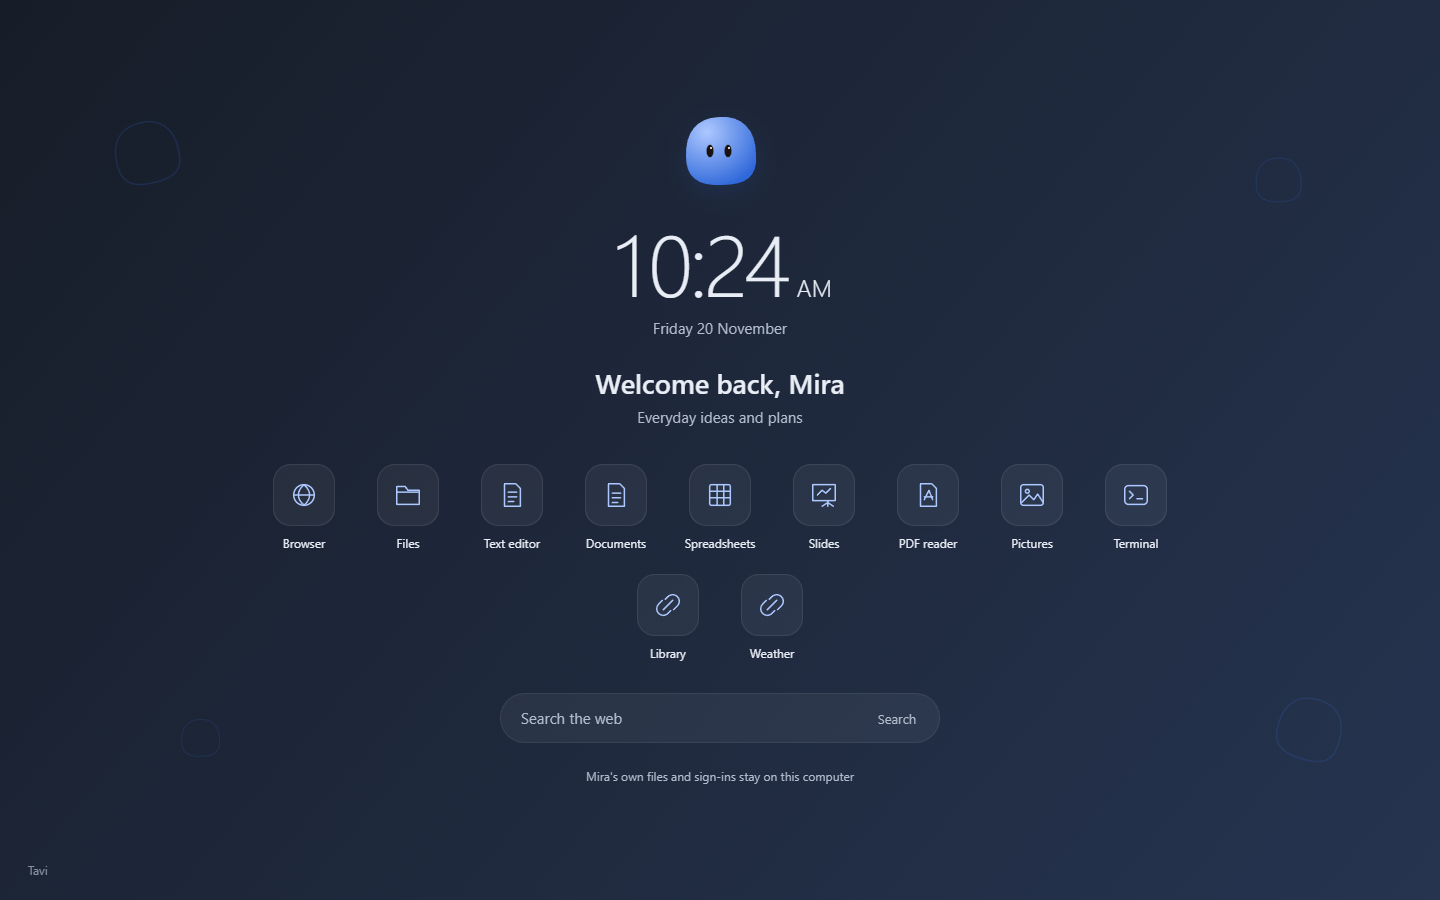 10:24 AM
Friday 20 November
Welcome back, Mira
Everyday ideas and plans
Browser
Files
Text editor
Documents
Spreadsheets
Slides
PDF reader
Pictures
Terminal
Library
Weather
Search the web
Search
Mira's own files and sign-ins stay on this computer
Tavi